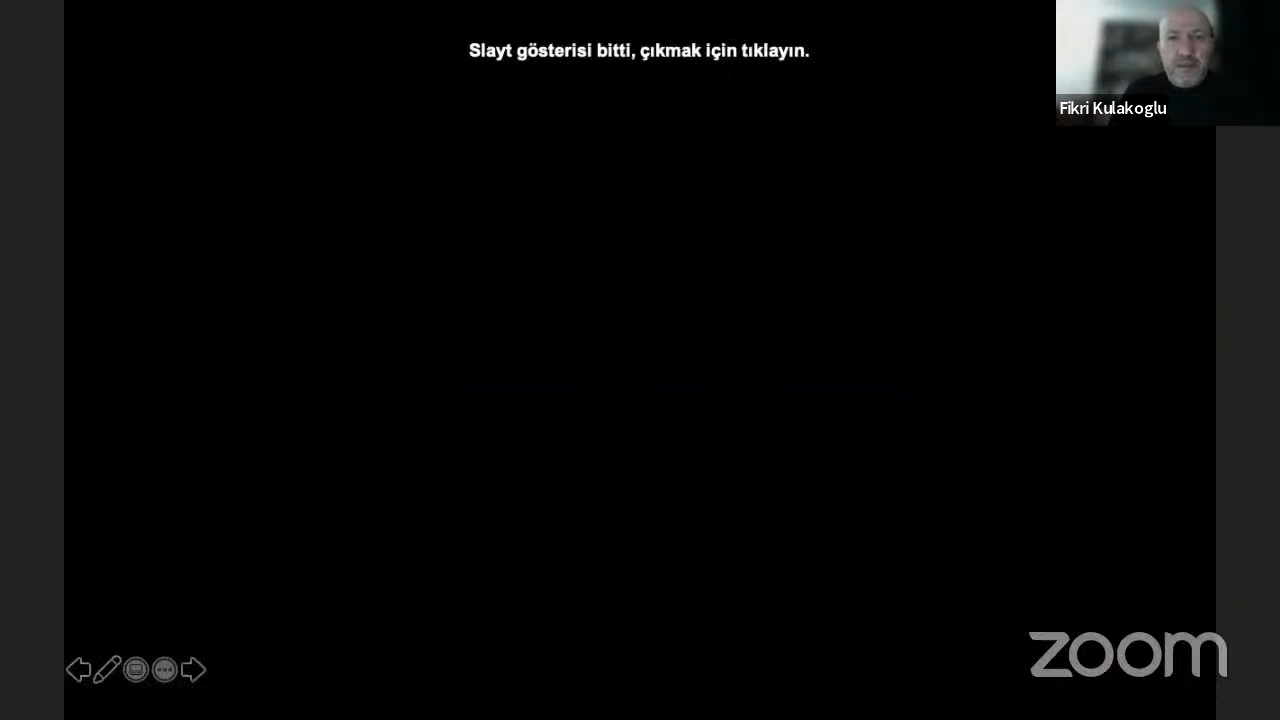 Slayt gösterisi bitti, çıkmak için tıklayın.
Fikri Kulakoglu
zoom